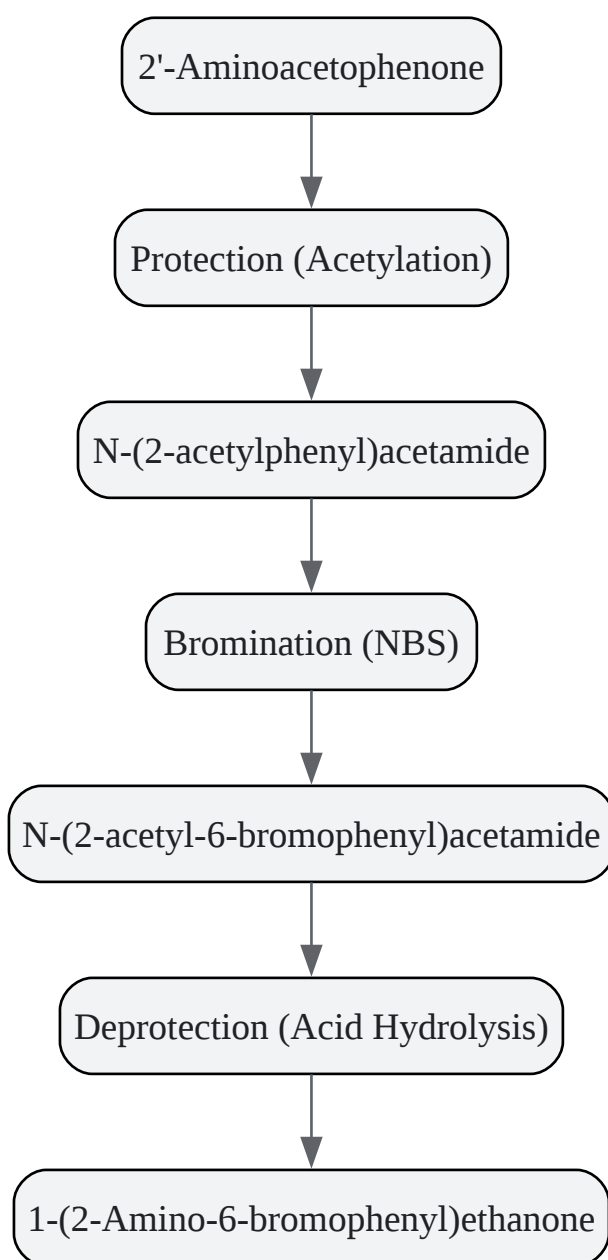 2'-Aminoacetophenone
Protection (Acetylation)
N-(2-acetylphenyl)acetamide
Bromination (NBS)
N-(2-acetyl-6-bromophenyl)acetamide
Deprotection (Acid Hydrolysis)
1-(2-Amino-6-bromophenyl)ethanone